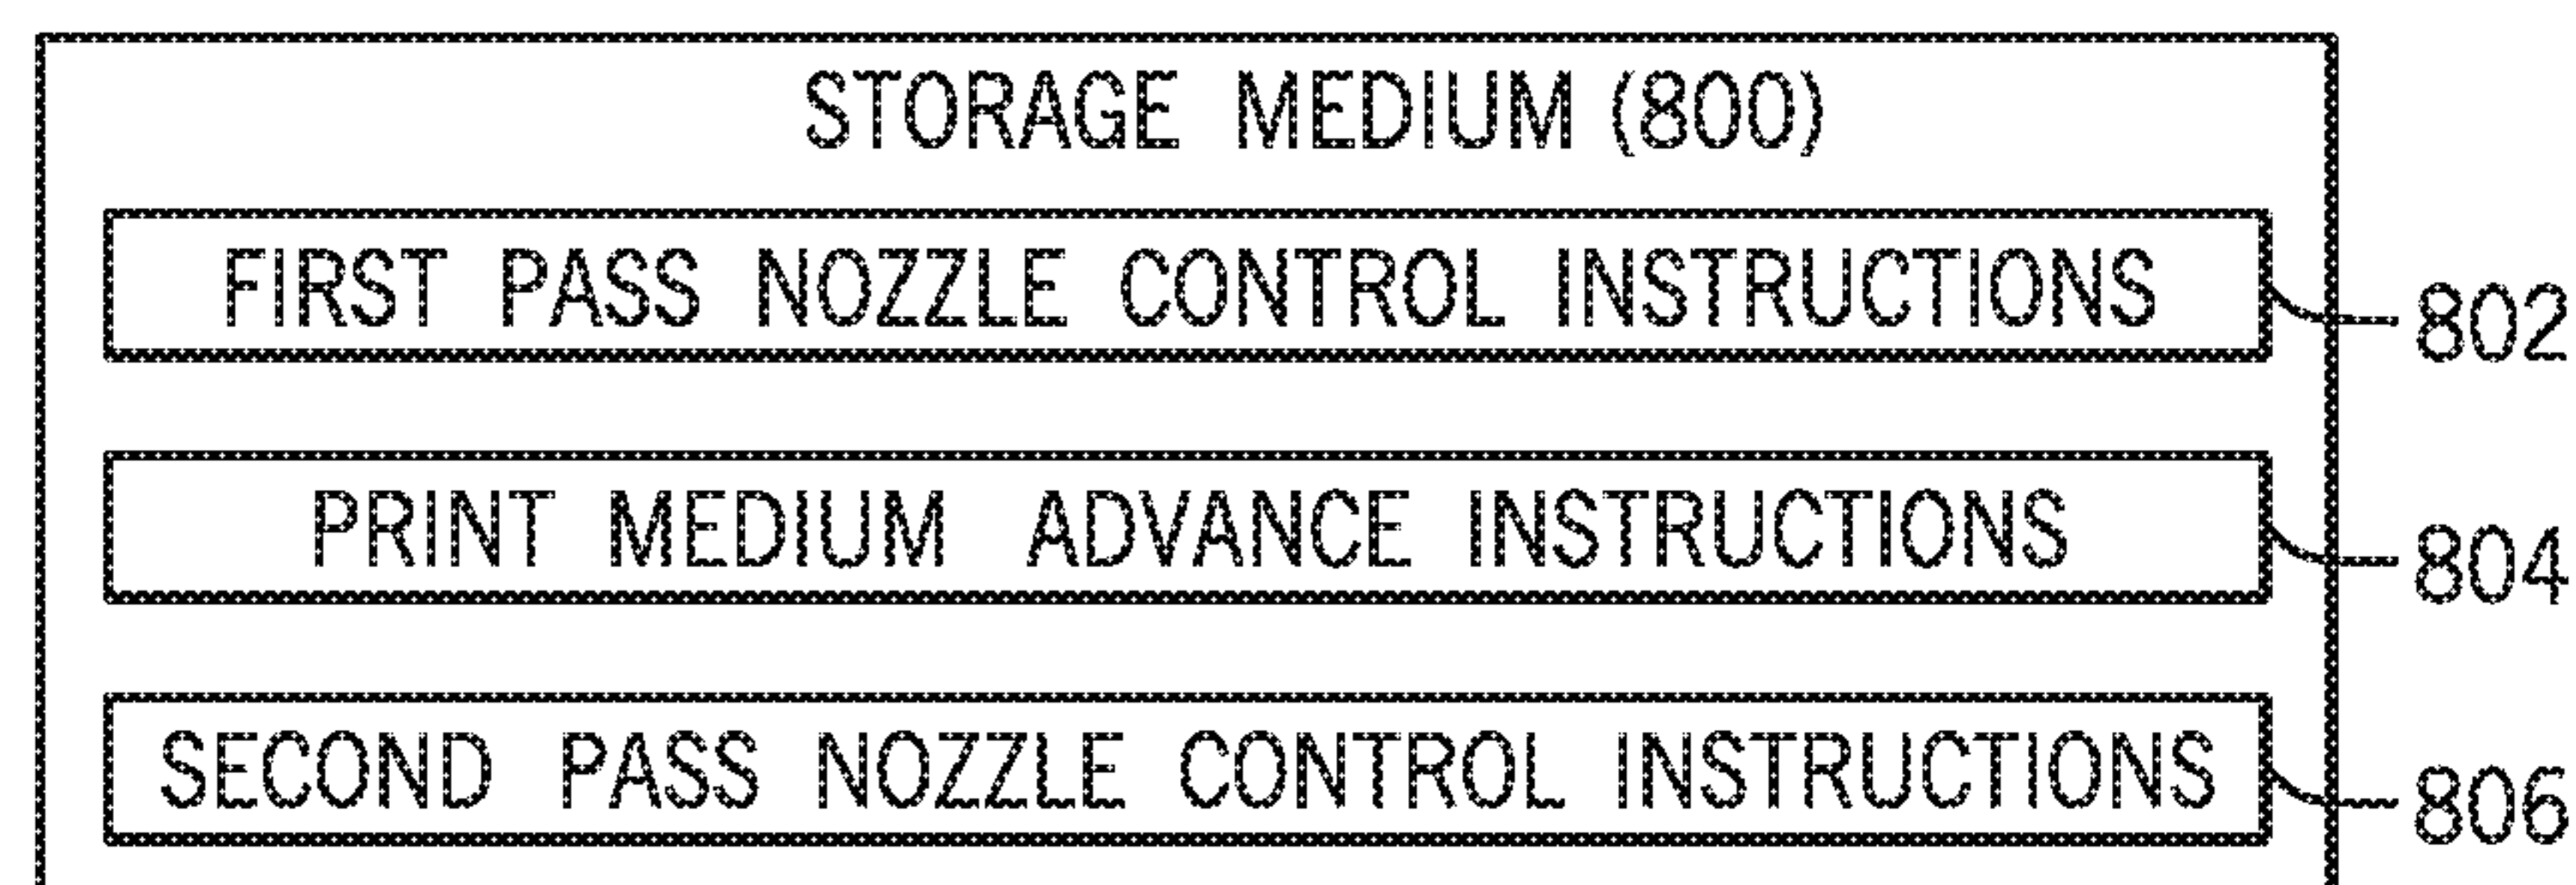 STORAGE MEDIUM (800)
FIRST PASS NOZZLE CONTROL INSTRUCTIONS
802
PRINT MEDIUM ADVANCE INSTRUCTIONS
804
SECOND PASS NOZZLE CONTROL INSTRUCTIONS
806